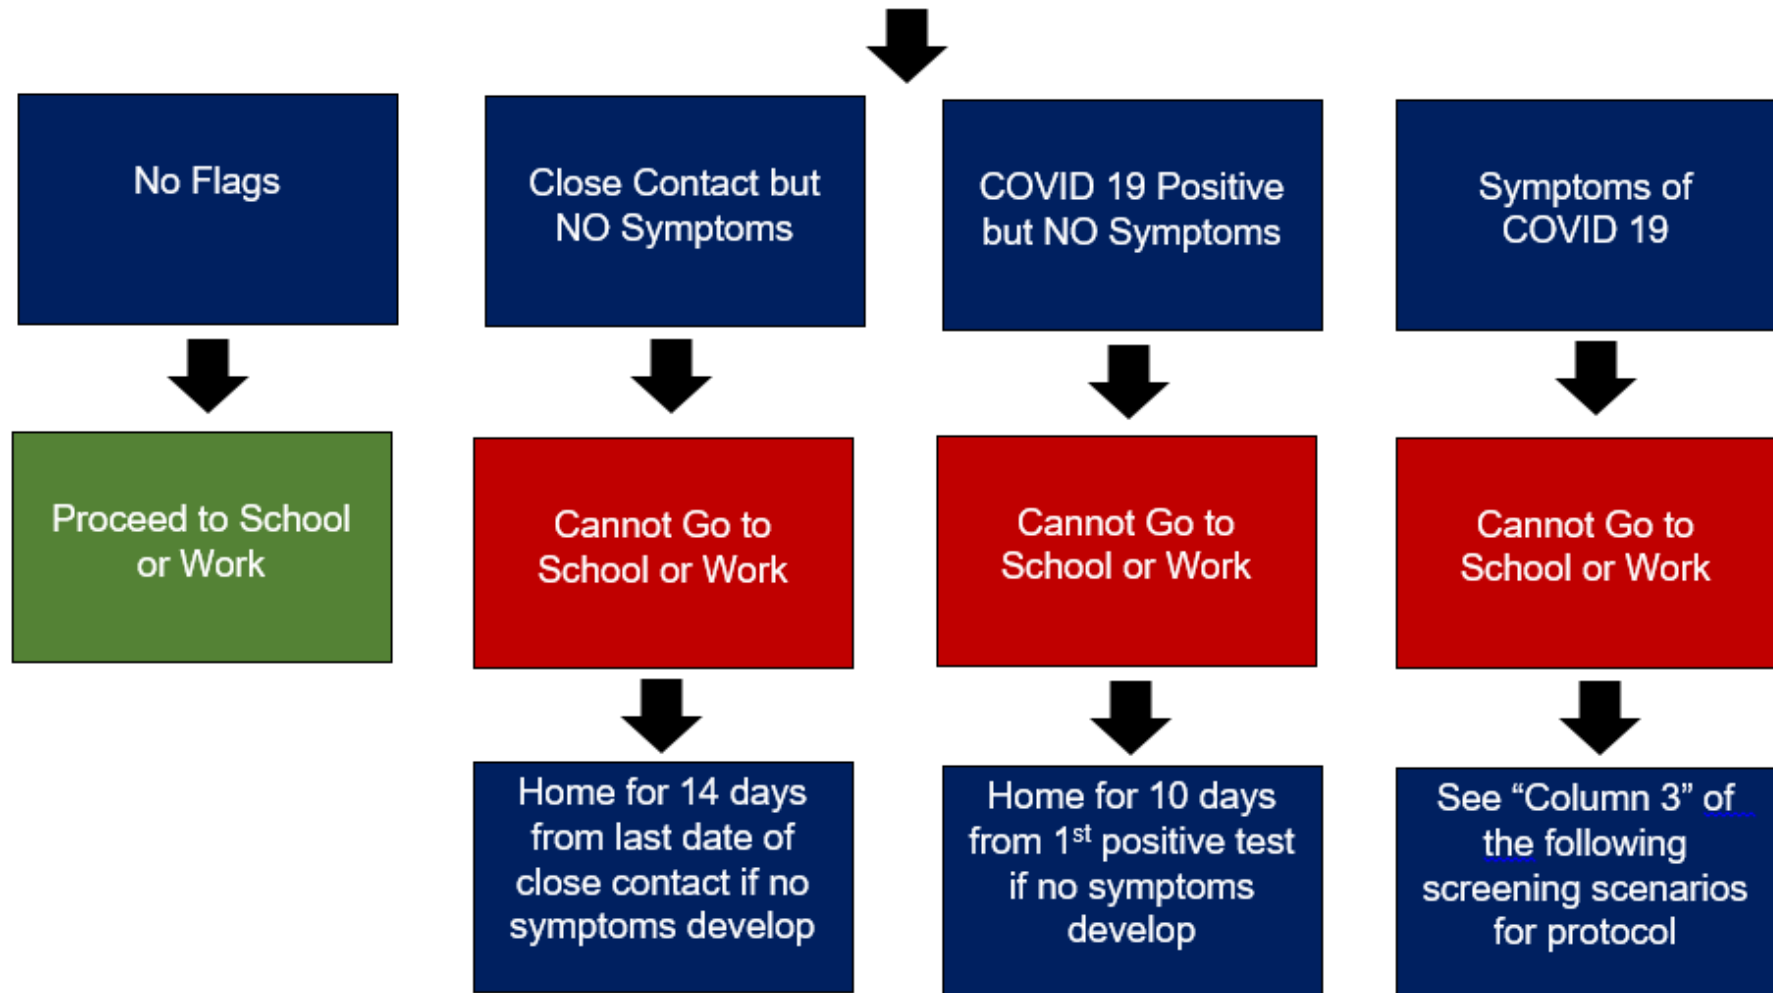 No Flags
Close Contact but
NO Symptoms
COVID 19 Positive
but NO Symptoms
Symptoms of
COVID 19
Proceed to School
or Work
Cannot Go to
School or Work
Cannot Go to
School or Work
Cannot Go to
School or Work
Home for 14 days
from last date of
close contact if no
symptoms develop
Home for 10 days
from 1st positive test
if no symptoms
develop
See “Column 3” of
the following
screening scenarios
for protocol